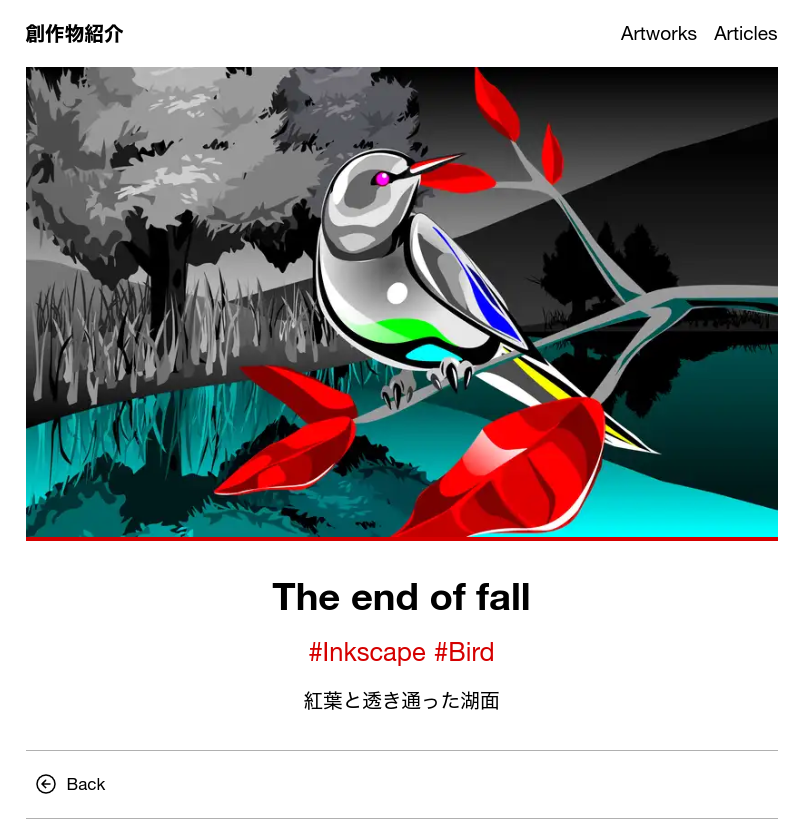 創作物紹介
Artworks Articles
The end of fall
#Inkscape #Bird
紅葉と透き通った湖面
Back